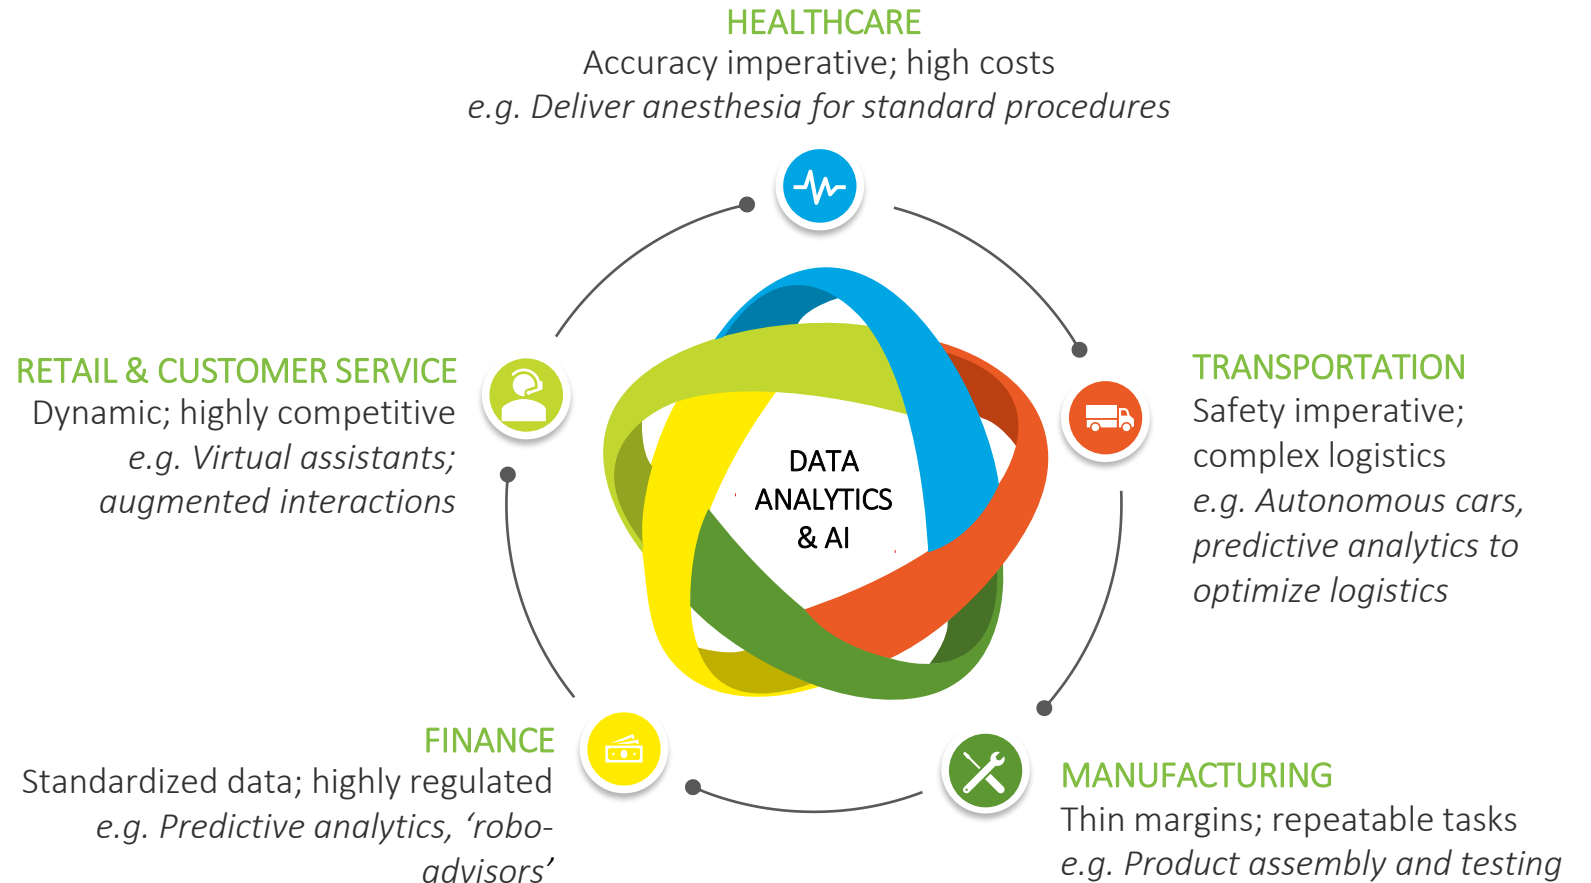 HEALTHCARE
Accuracy imperative; high costs
e.g. Deliver anesthesia for standard procedures
RETAIL & CUSTOMER SERVICE
Dynamic; highly competitive
e.g. Virtual assistants;
augmented interactions
TRANSPORTATION
Safety imperative;
complex logistics
e.g. Autonomous cars,
predictive analytics to
optimize logistics
DATA
ANALYTICS
& AI
FINANCE
Standardized data; highly regulated
e.g. Predictive analytics, ‘robo-
advisors’
MANUFACTURING
Thin margins; repeatable tasks
e.g. Product assembly and testing